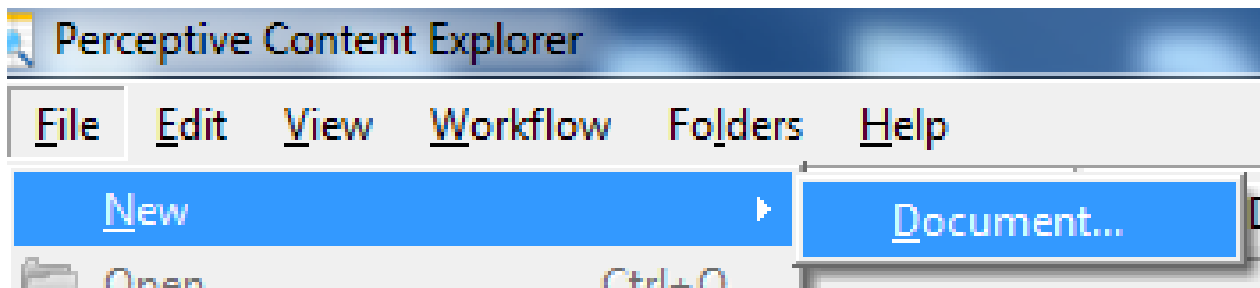 Perceptive Content Explorer
File Edit View Workflow Folders Help
New Document...
Open Ctrl+O